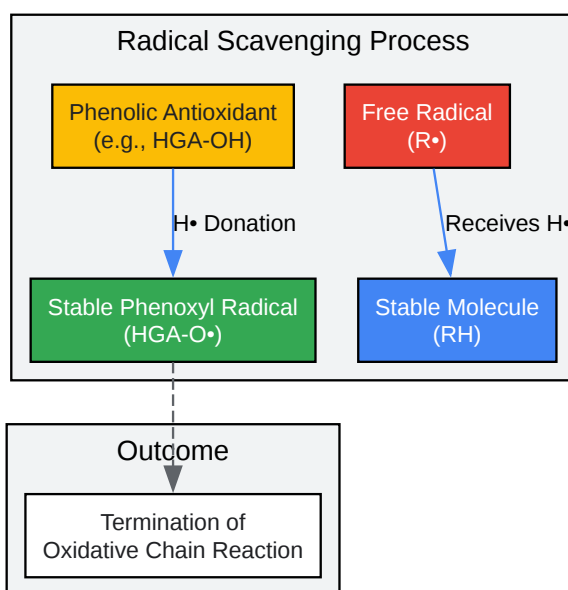 Radical Scavenging Process
Phenolic Antioxidant
(e.g., HGA-OH)
Free Radical
(R•)
H• Donation
Receives H•
Stable Phenoxyl Radical
(HGA-O•)
Stable Molecule
(RH)
Outcome
Termination of
Oxidative Chain Reaction